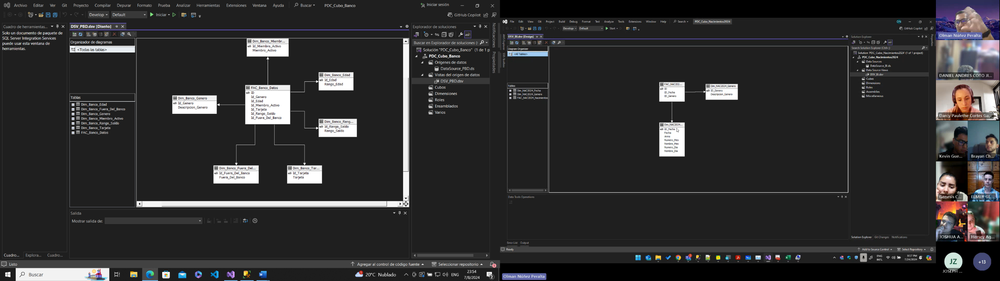 Archivo Editar Ver Git Proyecto Compilar Depurar Formato Prueba Analizar Herramientas Extensiones Ventana Ayuda Buscar PDC_Cubo_Banco Iniciar sesión
Develop Default Iniciar GitHub Copilot
Cuadro de herramientas...
Solo un documento de paquete de
SQL Server Integration Services
puede usar esta ventana de
herramientas.
Cuadro... Explora... Cuadro...
DSV_PBD.dsv [Diseño]
Organizador de diagramas
<Todas las tablas>
Tablas
Dim_Banco_Edad
Dim_Banco_Fuera_Del_Banco
Dim_Banco_Genero
Dim_Banco_Miembro_Activo
Dim_Banco_Rango_Saldo
Dim_Banco_Tarjeta
FAC_Banco_Datos
Dim_Banco_Miembr...
Id_Miembro_Activo
Miembro_Activo
Dim_Banco_Edad
Id_Edad
Rango_Edad
FAC_Banco_Datos
ID
Id_Genero
Id_Edad
Id_Miembro_Activo
Id_Tarjeta
Id_Rango_Saldo
Id_Fuera_Del_Banco
Dim_Banco_Genero
Id_Genero
Descripcion_Genero
Dim_Banco_Rang...
Id_Rango_Saldo
Rango_Saldo
Dim_Banco_Fuera_Del...
Id_Fuera_Del_Banco
Fuera_Del_Banco
Dim_Banco_Tar...
Id_Tarjeta
Tarjeta
Salida
Mostrar salida de:
Explorador de soluciones
Buscar en Explorador de soluciones (
Solución "PDC_Cubo_Banco" (1 de 1 p
PDC_Cubo_Banco
Orígenes de datos
DataSource_PBD.ds
Vistas del origen de datos
DSV_PBD.dsv
Cubos
Dimensiones
Roles
Ensamblados
Varios
Notificaciones
Propiedades
Listo
Agregar al control de código fuente Seleccionar repositorio
1
Buscar
20°C Nublado
1
ENG
23:54
7/8/2024
2
File Edit View Git Project Build Debug Format Test Analyze Tools Extensions Window Help Search PDC_Cubo_Nacimientos2024 ON
Develop Default Start GitHub Copilot
AWS Explorer
SSIS Toolbox
DSV_BI.dsv [Design]
Diagram Organizer
<All Tables>
Tables
Dim_NAC2024_Fecha
Dim_NAC2024_Genero
FAC_NAC2024_Nacimientos
FAC_NAC202...
ID
ID_Fecha
ID_Genero
Dim_NAC2024_Genero
ID_Genero
Descripcion_Genero
Dim_NAC2024...
ID_Fecha
Fecha
Anno
Numero_Mes
Nombre_Mes
Numero_Dia
Nombre_Dia
Data Tools Operations
Error List Output
Solution Explorer
Search Solution Explorer (Ctrl+;)
Solution 'PDC_Cubo_Nacimientos2024' (1 of 1 project)
PDC_Cubo_Nacimientos2024
Data Sources
DataSource_BI.ds
Data Source Views
DSV_BI.dsv
Cubes
Dimensions
Roles
Assemblies
Miscellaneous
Properties
Solution Explorer Git Changes Notifications
Ready
Add to Source Control Select Repository
ENG
INTL
9:17 PM
7/24/2024
Olman Núñez Peralta
Olman Núñez Peralta
DANIEL ANDRES COTO JI...
Darcy Paulethe Cortes Ga...
Kevin Gue... Brayan Ch...
Genesis C... ELMER GE...
JOSHUA A... Hersey Ag...
JZ +13
JOSEPH ...